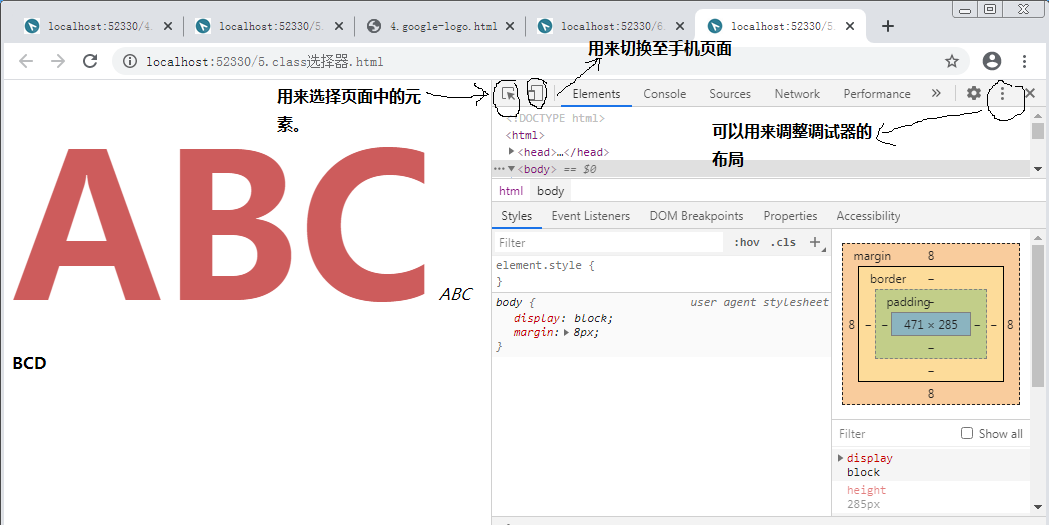 localhost:52330/4.
localhost:52330/5.
4.google-logo.html
localhost:52330/6.
localhost:52330/5.
用来切换至手机页面
localhost:52330/5.class选择器.html
用来选择页面中的元
素。
Elements Console Sources Network Performance »
<!DOCTYPE html>
<html>
<head>…</head>
<body> == $0
可以用来调整调试器的
布局
html body
Styles Event Listeners DOM Breakpoints Properties Accessibility
Filter :hov .cls +
element.style {
}
body { user agent stylesheet
display: block;
margin: 8px;
}
margin 8
border –
padding –
8 – – 471 × 285 – – 8
–
–
8
Filter Show all
display
block
height
285px
ABC ABC
BCD